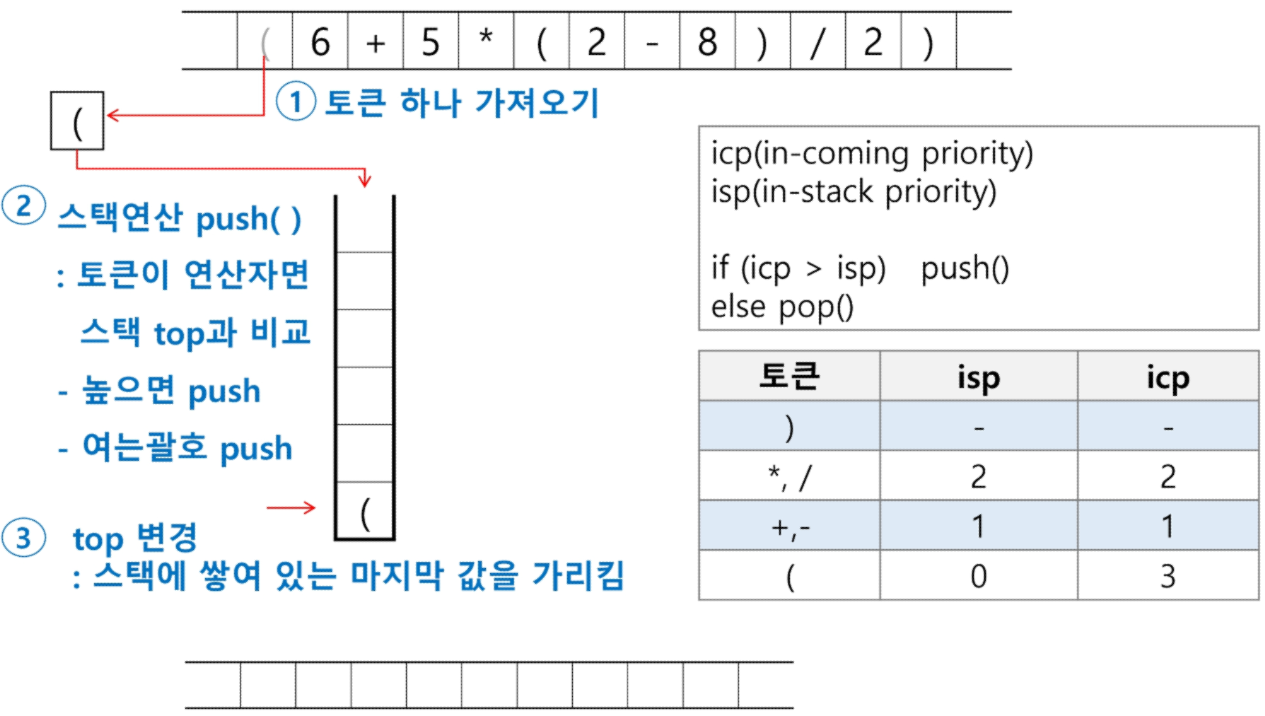 ( 6 + 5 * ( 2 - 8 ) / 2 )
① 토큰 하나 가져오기
(
② 스택연산 push( )
: 토큰이 연산자면
스택 top과 비교
- 높으면 push
- 여는괄호 push
(
③ top 변경
: 스택에 쌓여 있는 마지막 값을 가리킴
icp(in-coming priority)
isp(in-stack priority)
if (icp > isp) push()
else pop()
토큰 isp icp
) - -
*, / 2 2
+,- 1 1
( 0 3